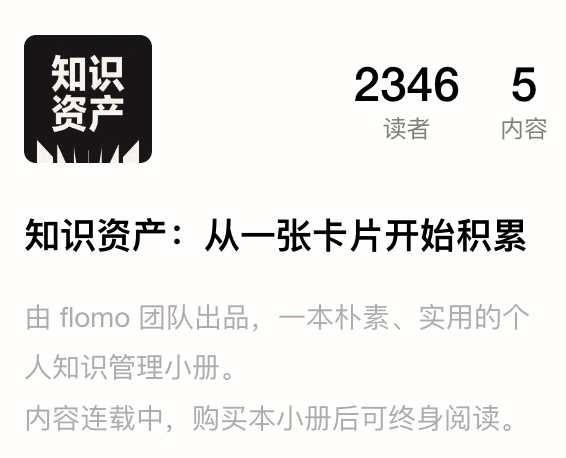 知识
资产
2346 5
读者 内容
知识资产：从一张卡片开始积累
由 flomo 团队出品，一本朴素、实用的个
人知识管理小册。
内容连载中，购买本小册后可终身阅读。